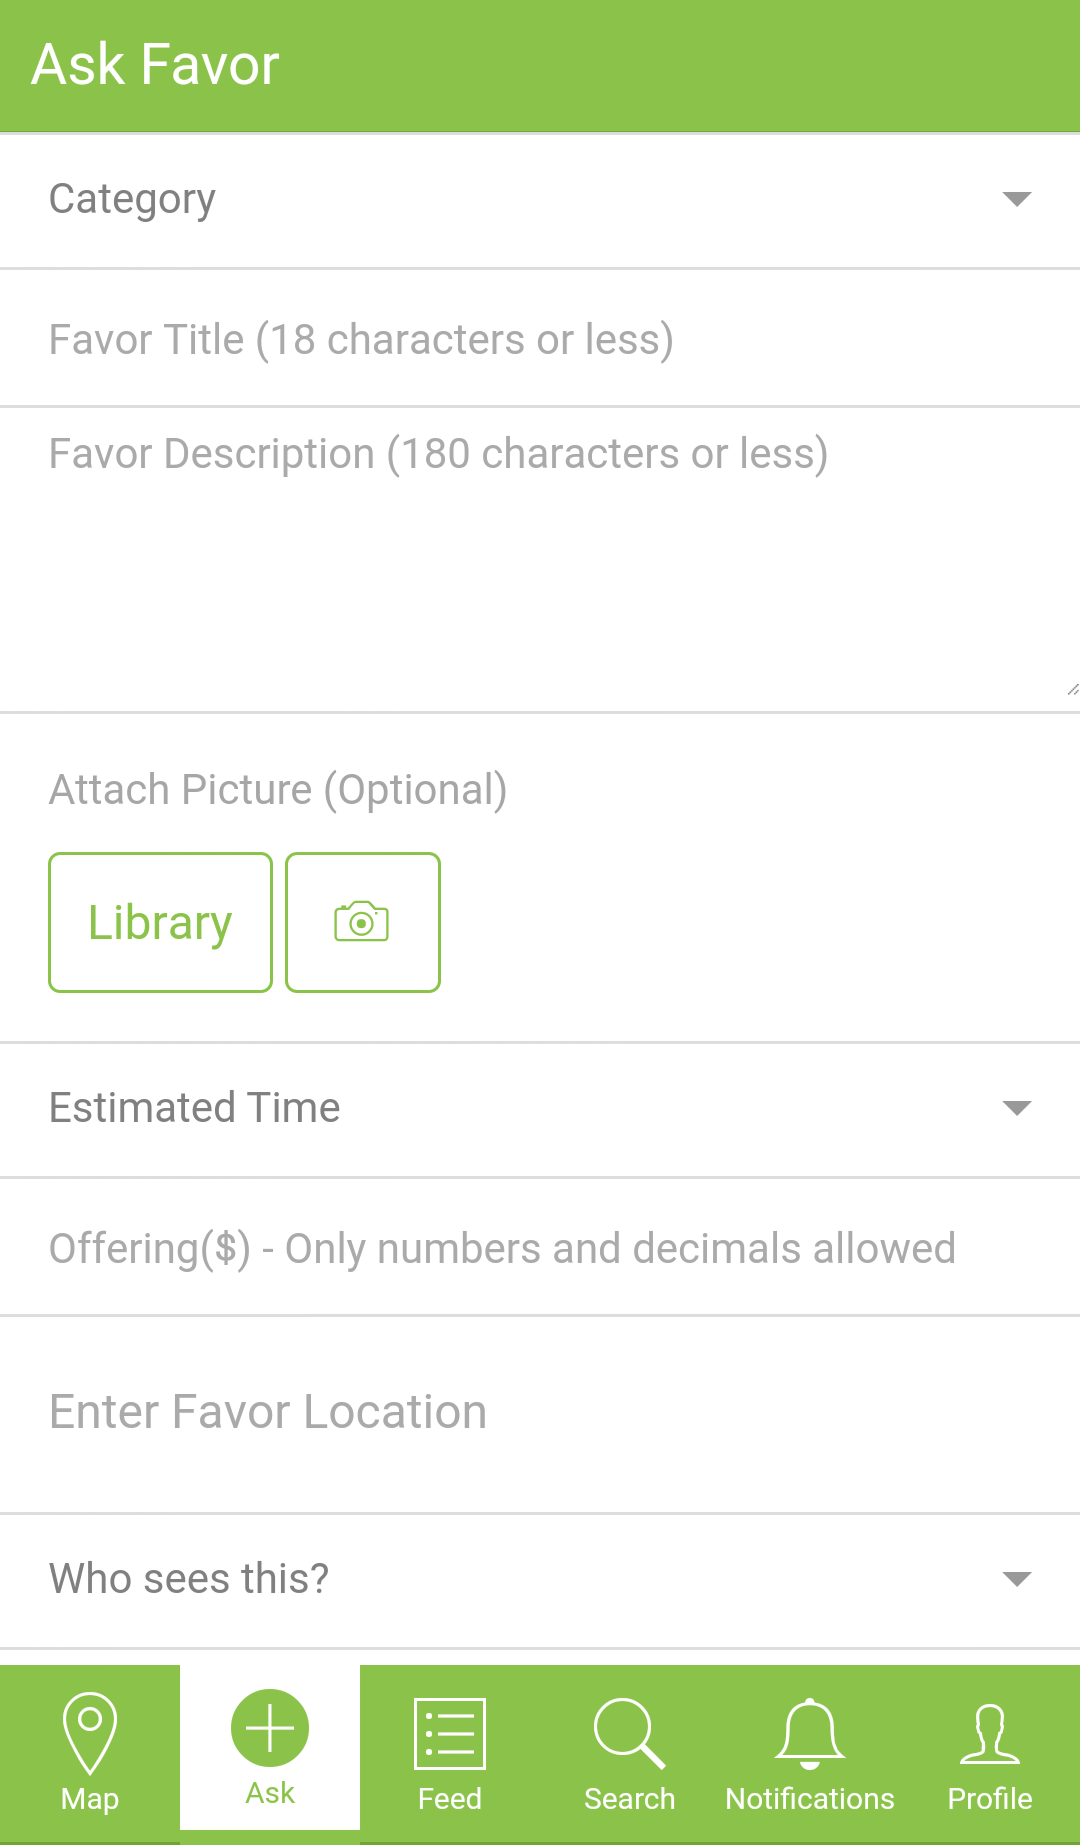 Ask Favor
Category
Favor Title (18 characters or less)
Favor Description (180 characters or less)
Attach Picture (Optional)
Library
Estimated Time
Offering($) - Only numbers and decimals allowed
Enter Favor Location
Who sees this?
Map Ask Feed Search Notifications Profile